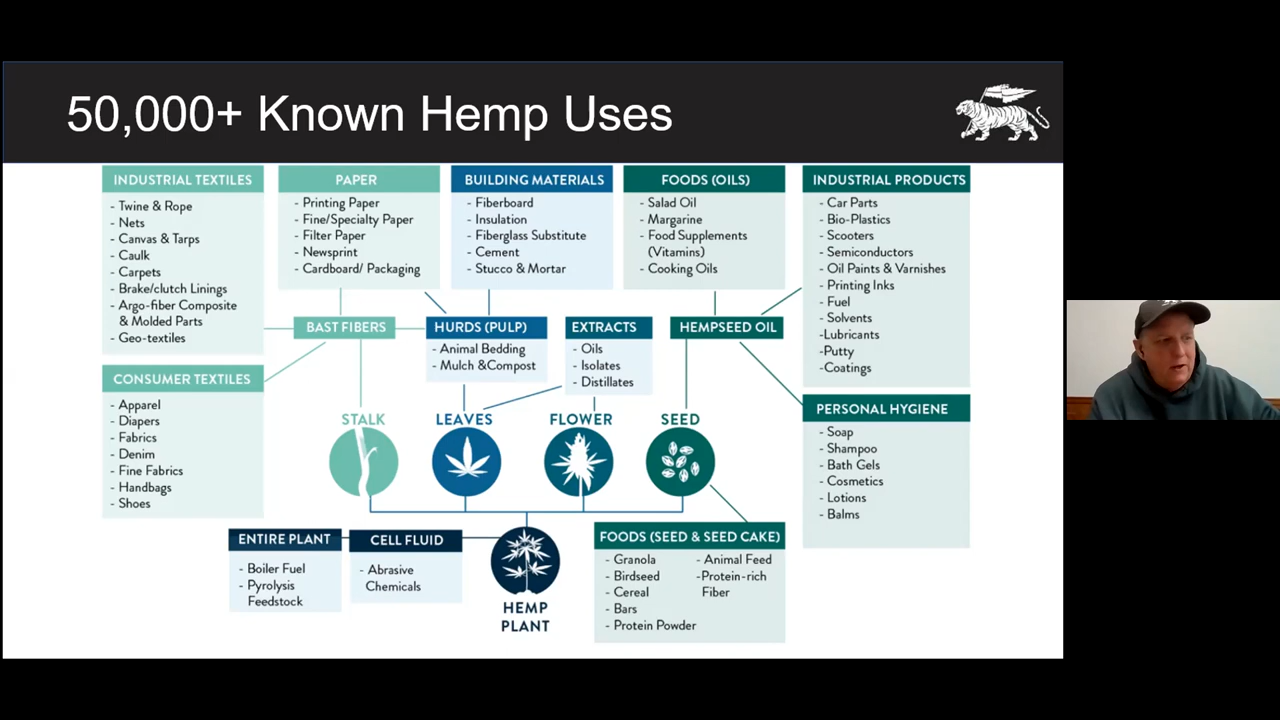 50,000+ Known Hemp Uses
INDUSTRIAL TEXTILES
- Twine & Rope
- Nets
- Canvas & Tarps
- Caulk
- Carpets
- Brake/clutch Linings
- Argo-fiber Composite
& Molded Parts
- Geo-textiles
PAPER
- Printing Paper
- Fine/Specialty Paper
- Filter Paper
- Newsprint
- Cardboard/ Packaging
BUILDING MATERIALS
- Fiberboard
- Insulation
- Fiberglass Substitute
- Cement
- Stucco & Mortar
FOODS (OILS)
- Salad Oil
- Margarine
- Food Supplements
(Vitamins)
- Cooking Oils
INDUSTRIAL PRODUCTS
- Car Parts
- Bio-Plastics
- Scooters
- Semiconductors
- Oil Paints & Varnishes
- Printing Inks
- Fuel
- Solvents
-Lubricants
-Putty
-Coatings
BAST FIBERS
HURDS (PULP)
- Animal Bedding
- Mulch &Compost
EXTRACTS
- Oils
- Isolates
- Distillates
HEMPSEED OIL
CONSUMER TEXTILES
- Apparel
- Diapers
- Fabrics
- Denim
- Fine Fabrics
- Handbags
- Shoes
STALK
LEAVES
FLOWER
SEED
PERSONAL HYGIENE
- Soap
- Shampoo
- Bath Gels
- Cosmetics
- Lotions
- Balms
ENTIRE PLANT
- Boiler Fuel
- Pyrolysis
Feedstock
CELL FLUID
- Abrasive
Chemicals
HEMP
PLANT
FOODS (SEED & SEED CAKE)
- Granola
- Birdseed
- Cereal
- Bars
- Protein Powder
- Animal Feed
-Protein-rich
Fiber